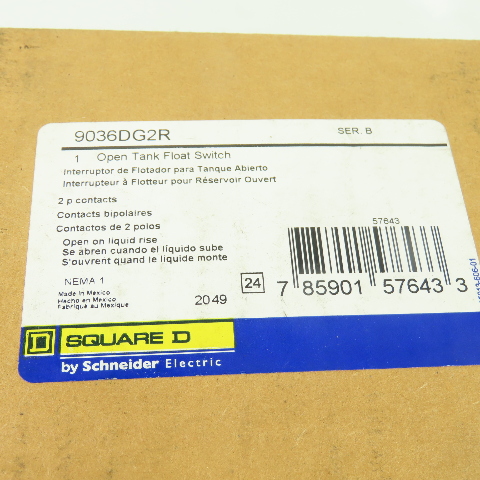 9036DG2R SER. B
1 Open Tank Float Switch
Interruptor de Flotador para Tanque Abierto
Interrupteur à Flotteur pour Réservoir Ouvert
2 p contacts
Contacts bipolaires
Contactos de 2 polos
Open on liquid rise
Se abren cuando el líquido sube
S'ouvrent quand le liquide monte
NEMA 1
Made in Mexico
Hecho en Mexico
Fabriqué au Mexique
2049
57643
24
7 85901 57643 3
SQUARE D
by Schneider Electric